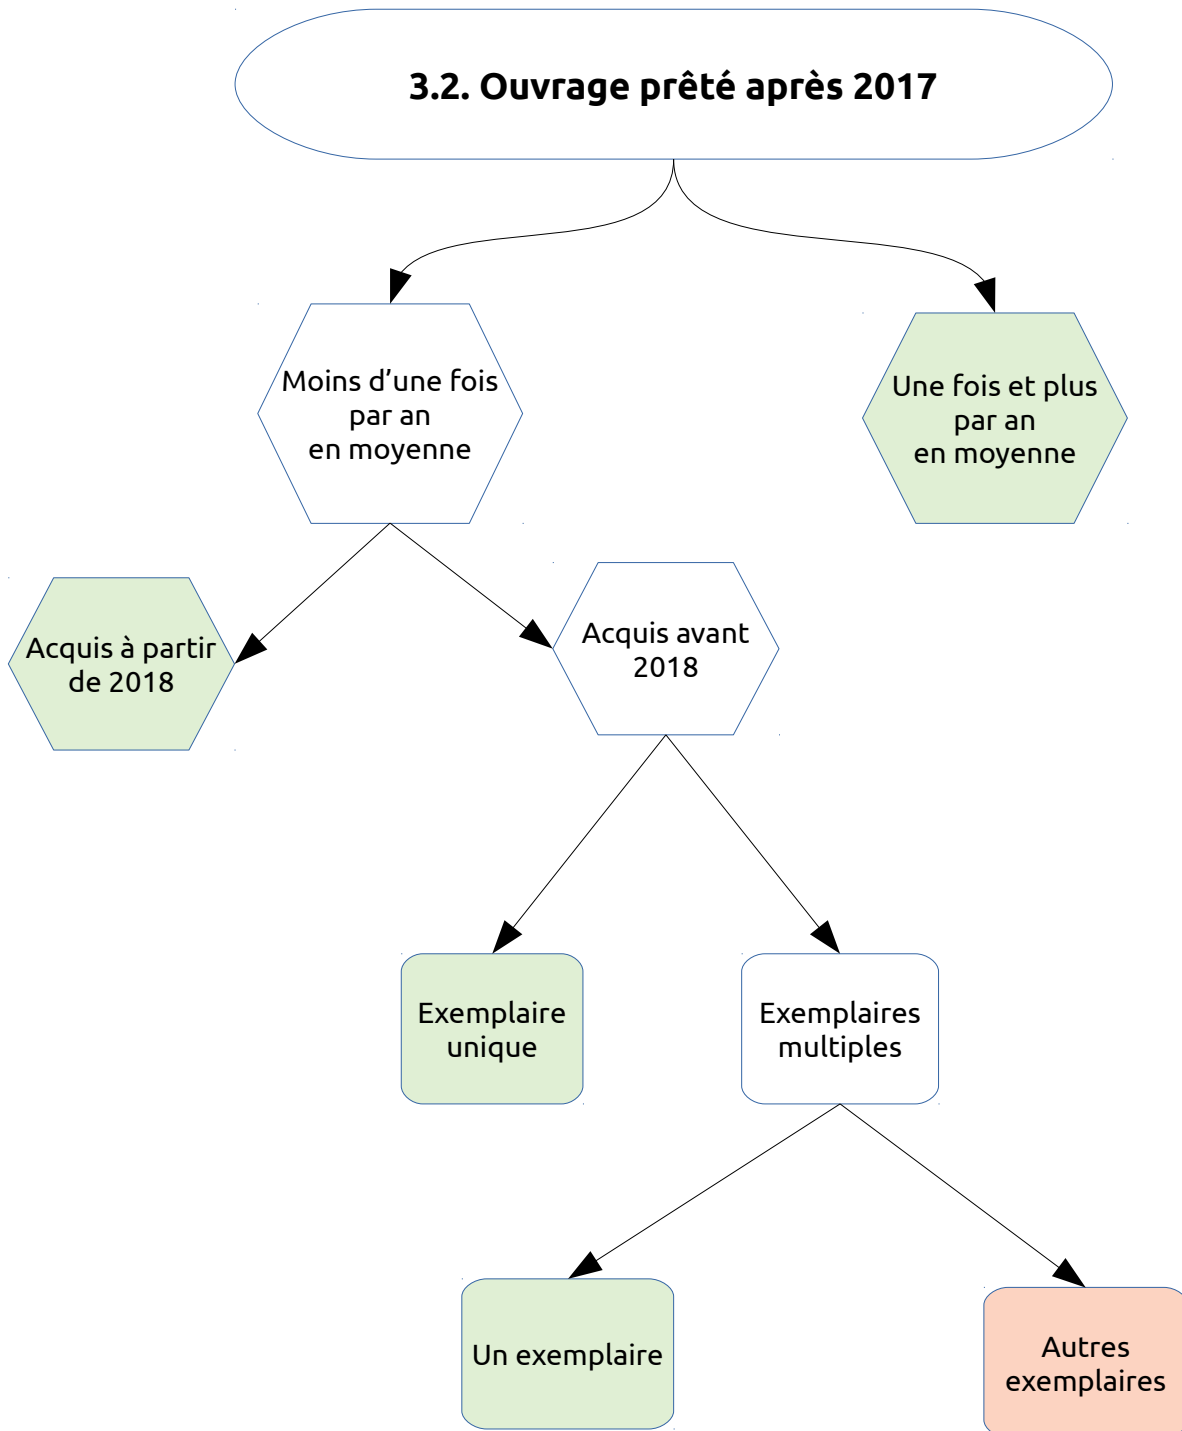 3.2. Ouvrage prêté après 2017
Moins d’une fois
par an
en moyenne
Une fois et plus
par an
en moyenne
Acquis à partir
de 2018
Acquis avant
2018
Exemplaire
unique
Exemplaires
multiples
Un exemplaire
Autres
exemplaires